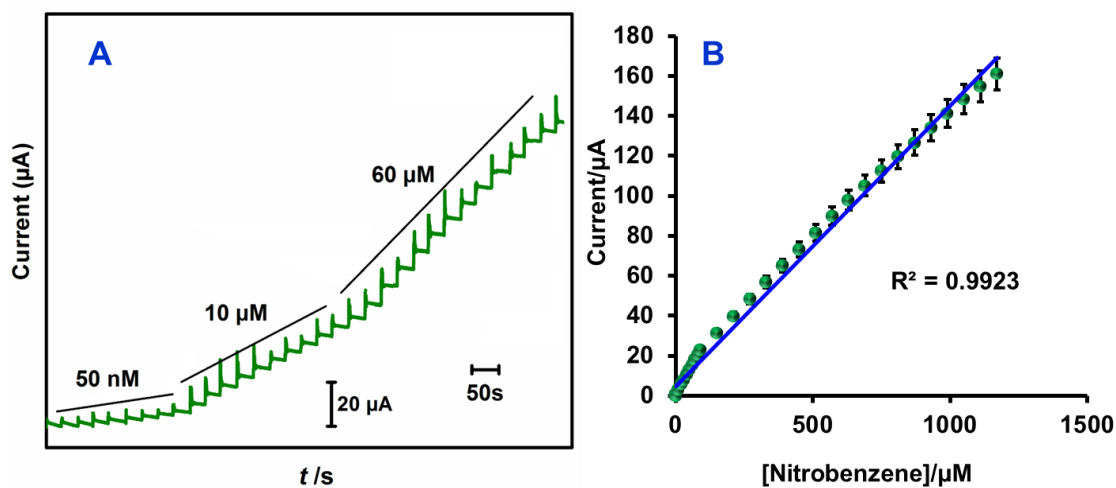 A
Current (µA)
50 nM
10 µM
60 µM
20 µA
50s
t /s
B
Current/µA
180
160
140
120
100
80
60
40
20
0
R² = 0.9923
0
500
1000
1500
[Nitrobenzene]/µM